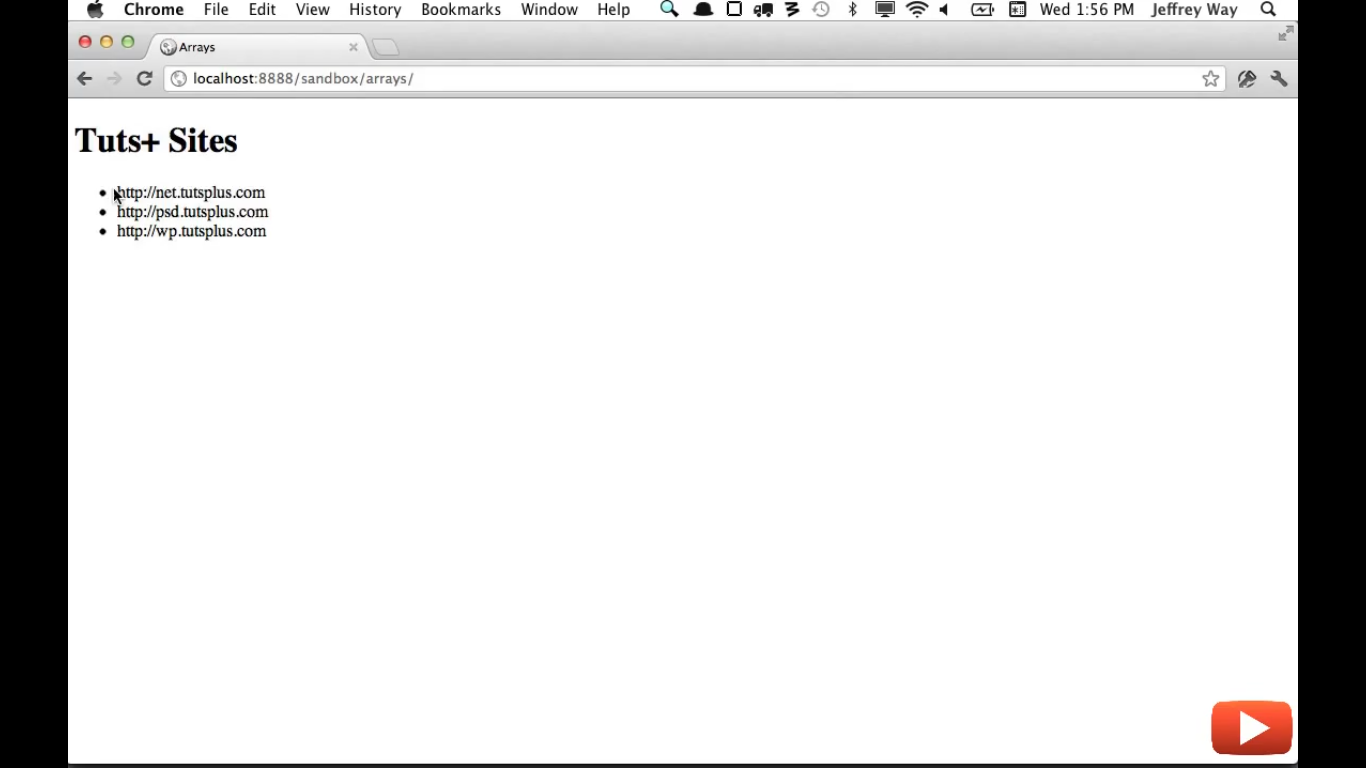 Chrome File Edit View History Bookmarks Window Help Wed 1:56 PM Jeffrey Way
Arrays
localhost:8888/sandbox/arrays/
Tuts+ Sites
http://net.tutsplus.com
http://psd.tutsplus.com
http://wp.tutsplus.com